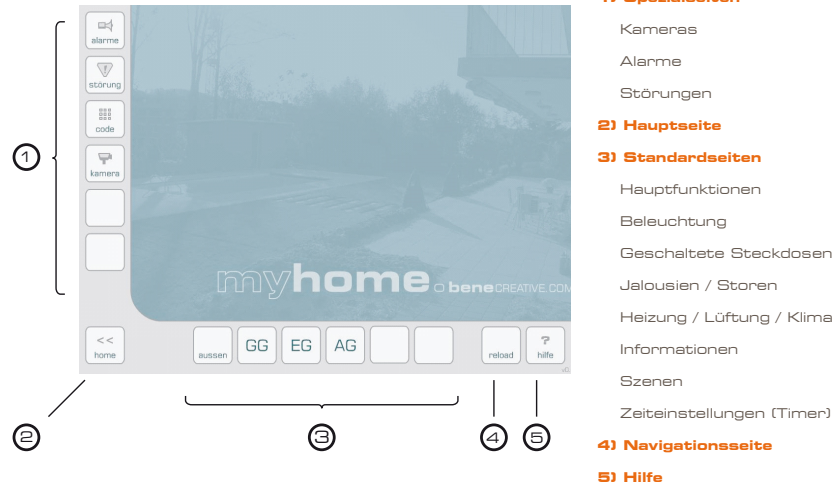 alarme
störung
code
kamera
1
myhome
benecreative.com
<< home
aussen
GG
EG
AG
reload
?
hilfe
2
3
4
5
1) Spezialseiten
Kameras
Alarme
Störungen
2) Hauptseite
3) Standardseiten
Hauptfunktionen
Beleuchtung
Geschaltete Steckdosen
Jalousien / Storen
Heizung / Lüftung / Klima
Informationen
Szenen
Zeiteinstellungen (Timer)
4) Navigationsseite
5) Hilfe